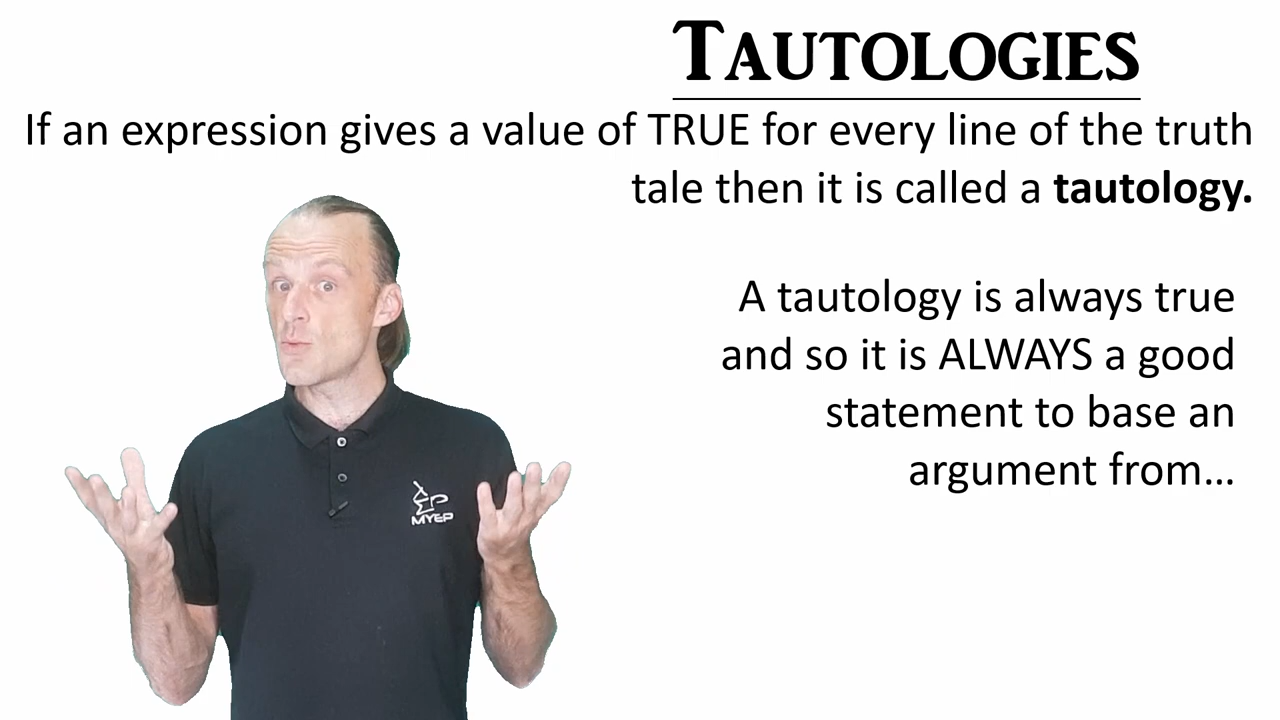 TAUTOLOGIES
If an expression gives a value of TRUE for every line of the truth
tale then it is called a tautology.
A tautology is always true
and so it is ALWAYS a good
statement to base an
argument from...
MYEP